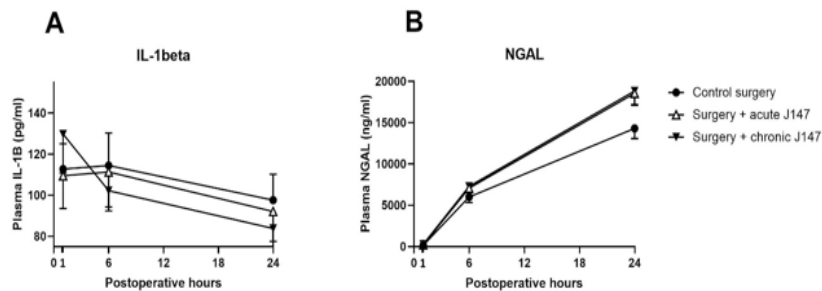 A
IL-1beta
Plasma IL-1B (pg/ml)
140
120
100
80
0 1 6 12 18 24
Postoperative hours
B
NGAL
Plasma NGAL (ng/ml)
20000
15000
10000
5000
0
0 1 6 12 18 24
Postoperative hours
Control surgery
Surgery + acute J147
Surgery + chronic J147